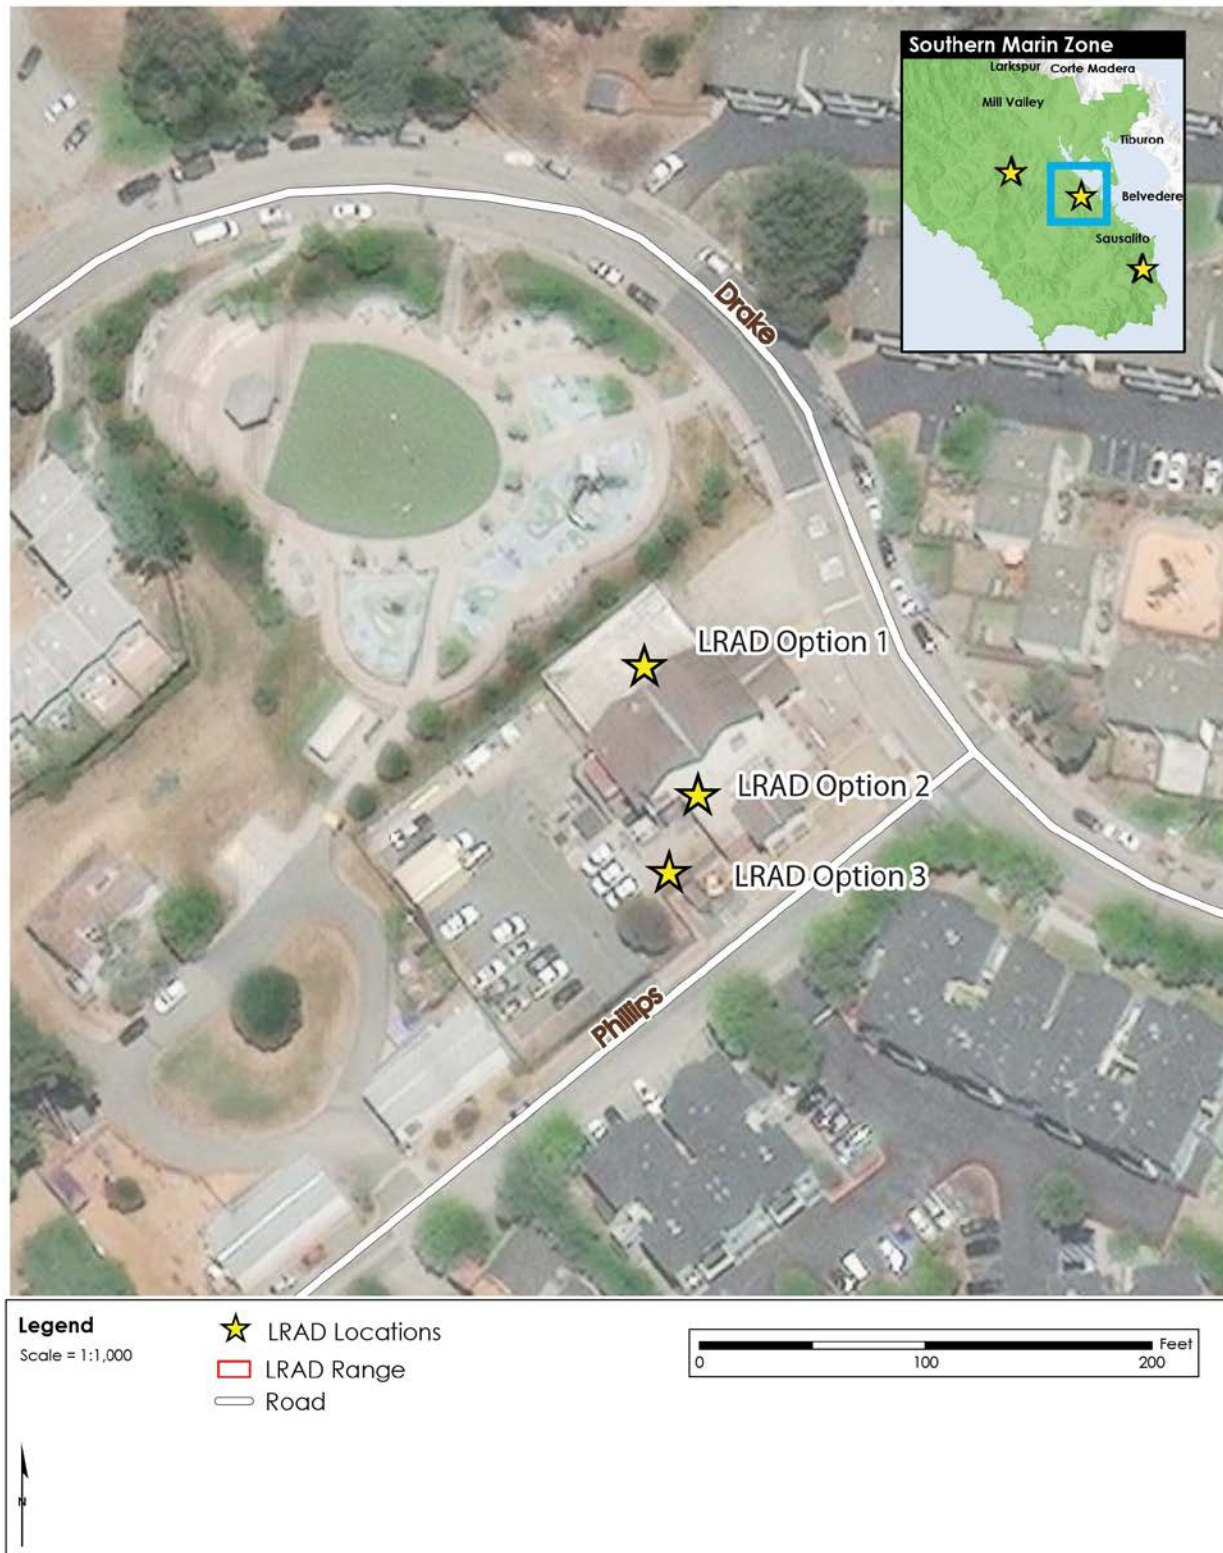 Southern Marin Zone
Larkspur
Corte Madera
Mill Valley
Tiburon
Belvedere
Sausalito
Drake
LRAD Option 1
LRAD Option 2
LRAD Option 3
Phillips
Legend
Scale = 1:1,000
LRAD Locations
LRAD Range
Road
Feet
0 100 200
N